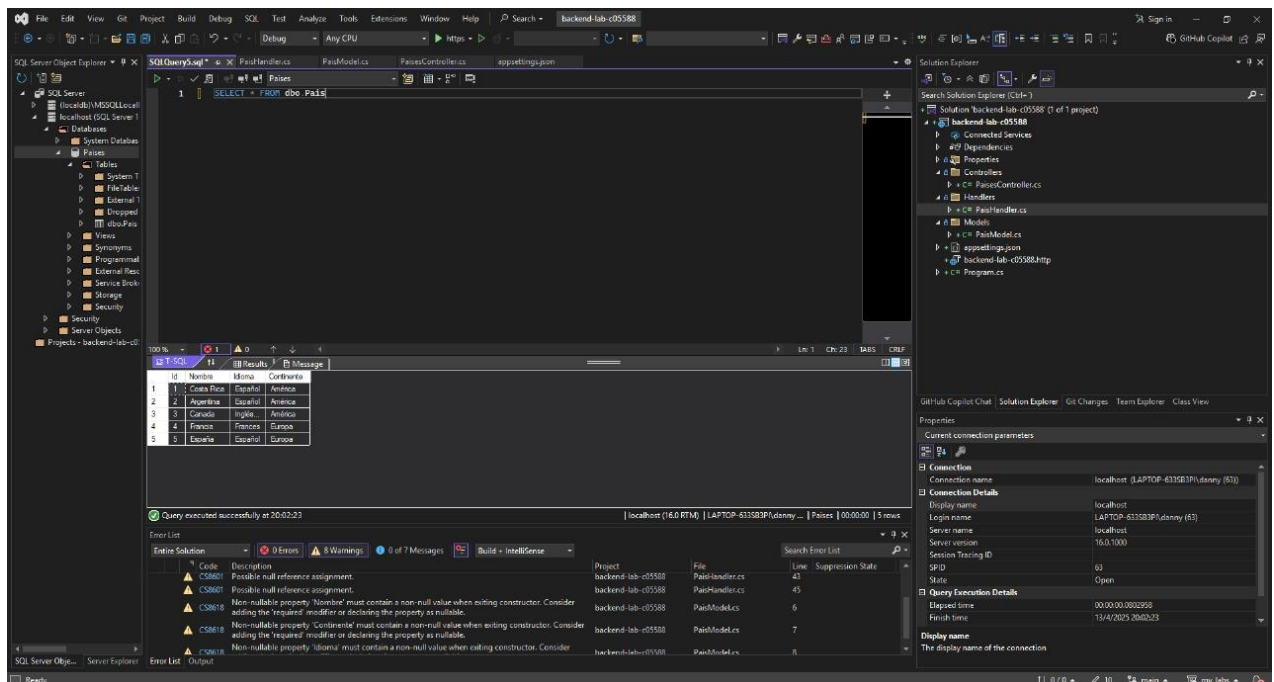 File Edit View Git Project Build Debug SQL Test Analyze Tools Extensions Window Help Search backend-lab-c05588 Sign in
Debug Any CPU https GitHub Copilot
SQL Server Object Explorer
SQL Server
(localdb)\MSSQLLocall
localhost (SQL Server 1
Databases
System Databas
Paises
Tables
System T
FileTable
External T
Dropped
dbo.Pais
Views
Synonyms
Programmal
External Resc
Service Brok
Storage
Security
Security
Server Objects
Projects - backend-lab-c0
SQL Server Obje... Server Explorer
SQLQuery5.sql* PaisHandler.cs PaisModel.cs PaisesController.cs appsettings.json
Paises
1 SELECT * FROM dbo.Pais
100 % 1 0 Ln: 1 Ch: 23 TABS CRLF
T-SQL Results Message
Id Nombre Idioma Continente
1 1 Costa Rica Español América
2 2 Argentina Español América
3 3 Canada Inglé... América
4 4 Francia Frances Europa
5 5 España Español Europa
Query executed successfully at 20:02:23 localhost (16.0 RTM) LAPTOP-633SB3PI\danny ... Paises 00:00:00 5 rows
Error List
Entire Solution 0 Errors 8 Warnings 0 of 7 Messages Build + IntelliSense Search Error List
Code Description Project File Line Suppression State
CS8601 Possible null reference assignment. backend-lab-c05588 PaisHandler.cs 43
CS8601 Possible null reference assignment. backend-lab-c05588 PaisHandler.cs 45
CS8618 Non-nullable property 'Nombre' must contain a non-null value when exiting constructor. Consider adding the 'required' modifier or declaring the property as nullable. backend-lab-c05588 PaisModel.cs 6
CS8618 Non-nullable property 'Continente' must contain a non-null value when exiting constructor. Consider adding the 'required' modifier or declaring the property as nullable. backend-lab-c05588 PaisModel.cs 7
CS8618 Non-nullable property 'Idioma' must contain a non-null value when exiting constructor. Consider backend-lab-c05588 PaisModel.cs 8
Error List Output
Solution Explorer
Search Solution Explorer (Ctrl+')
Solution 'backend-lab-c05588' (1 of 1 project)
backend-lab-c05588
Connected Services
Dependencies
Properties
Controllers
C# PaisesController.cs
Handlers
C# PaisHandler.cs
Models
C# PaisModel.cs
appsettings.json
backend-lab-c05588.http
C# Program.cs
GitHub Copilot Chat Solution Explorer Git Changes Team Explorer Class View
Properties
Current connection parameters
Connection
Connection name localhost (LAPTOP-633SB3PI\danny (63))
Connection Details
Display name localhost
Login name LAPTOP-633SB3PI\danny (63)
Server name localhost
Server version 16.0.1000
Session Tracing ID
SPID 63
State Open
Query Execution Details
Elapsed time 00:00:00.0802958
Finish time 13/4/2025 20:02:23
Display name
The display name of the connection
Ready 0 / 0 10 main my labs